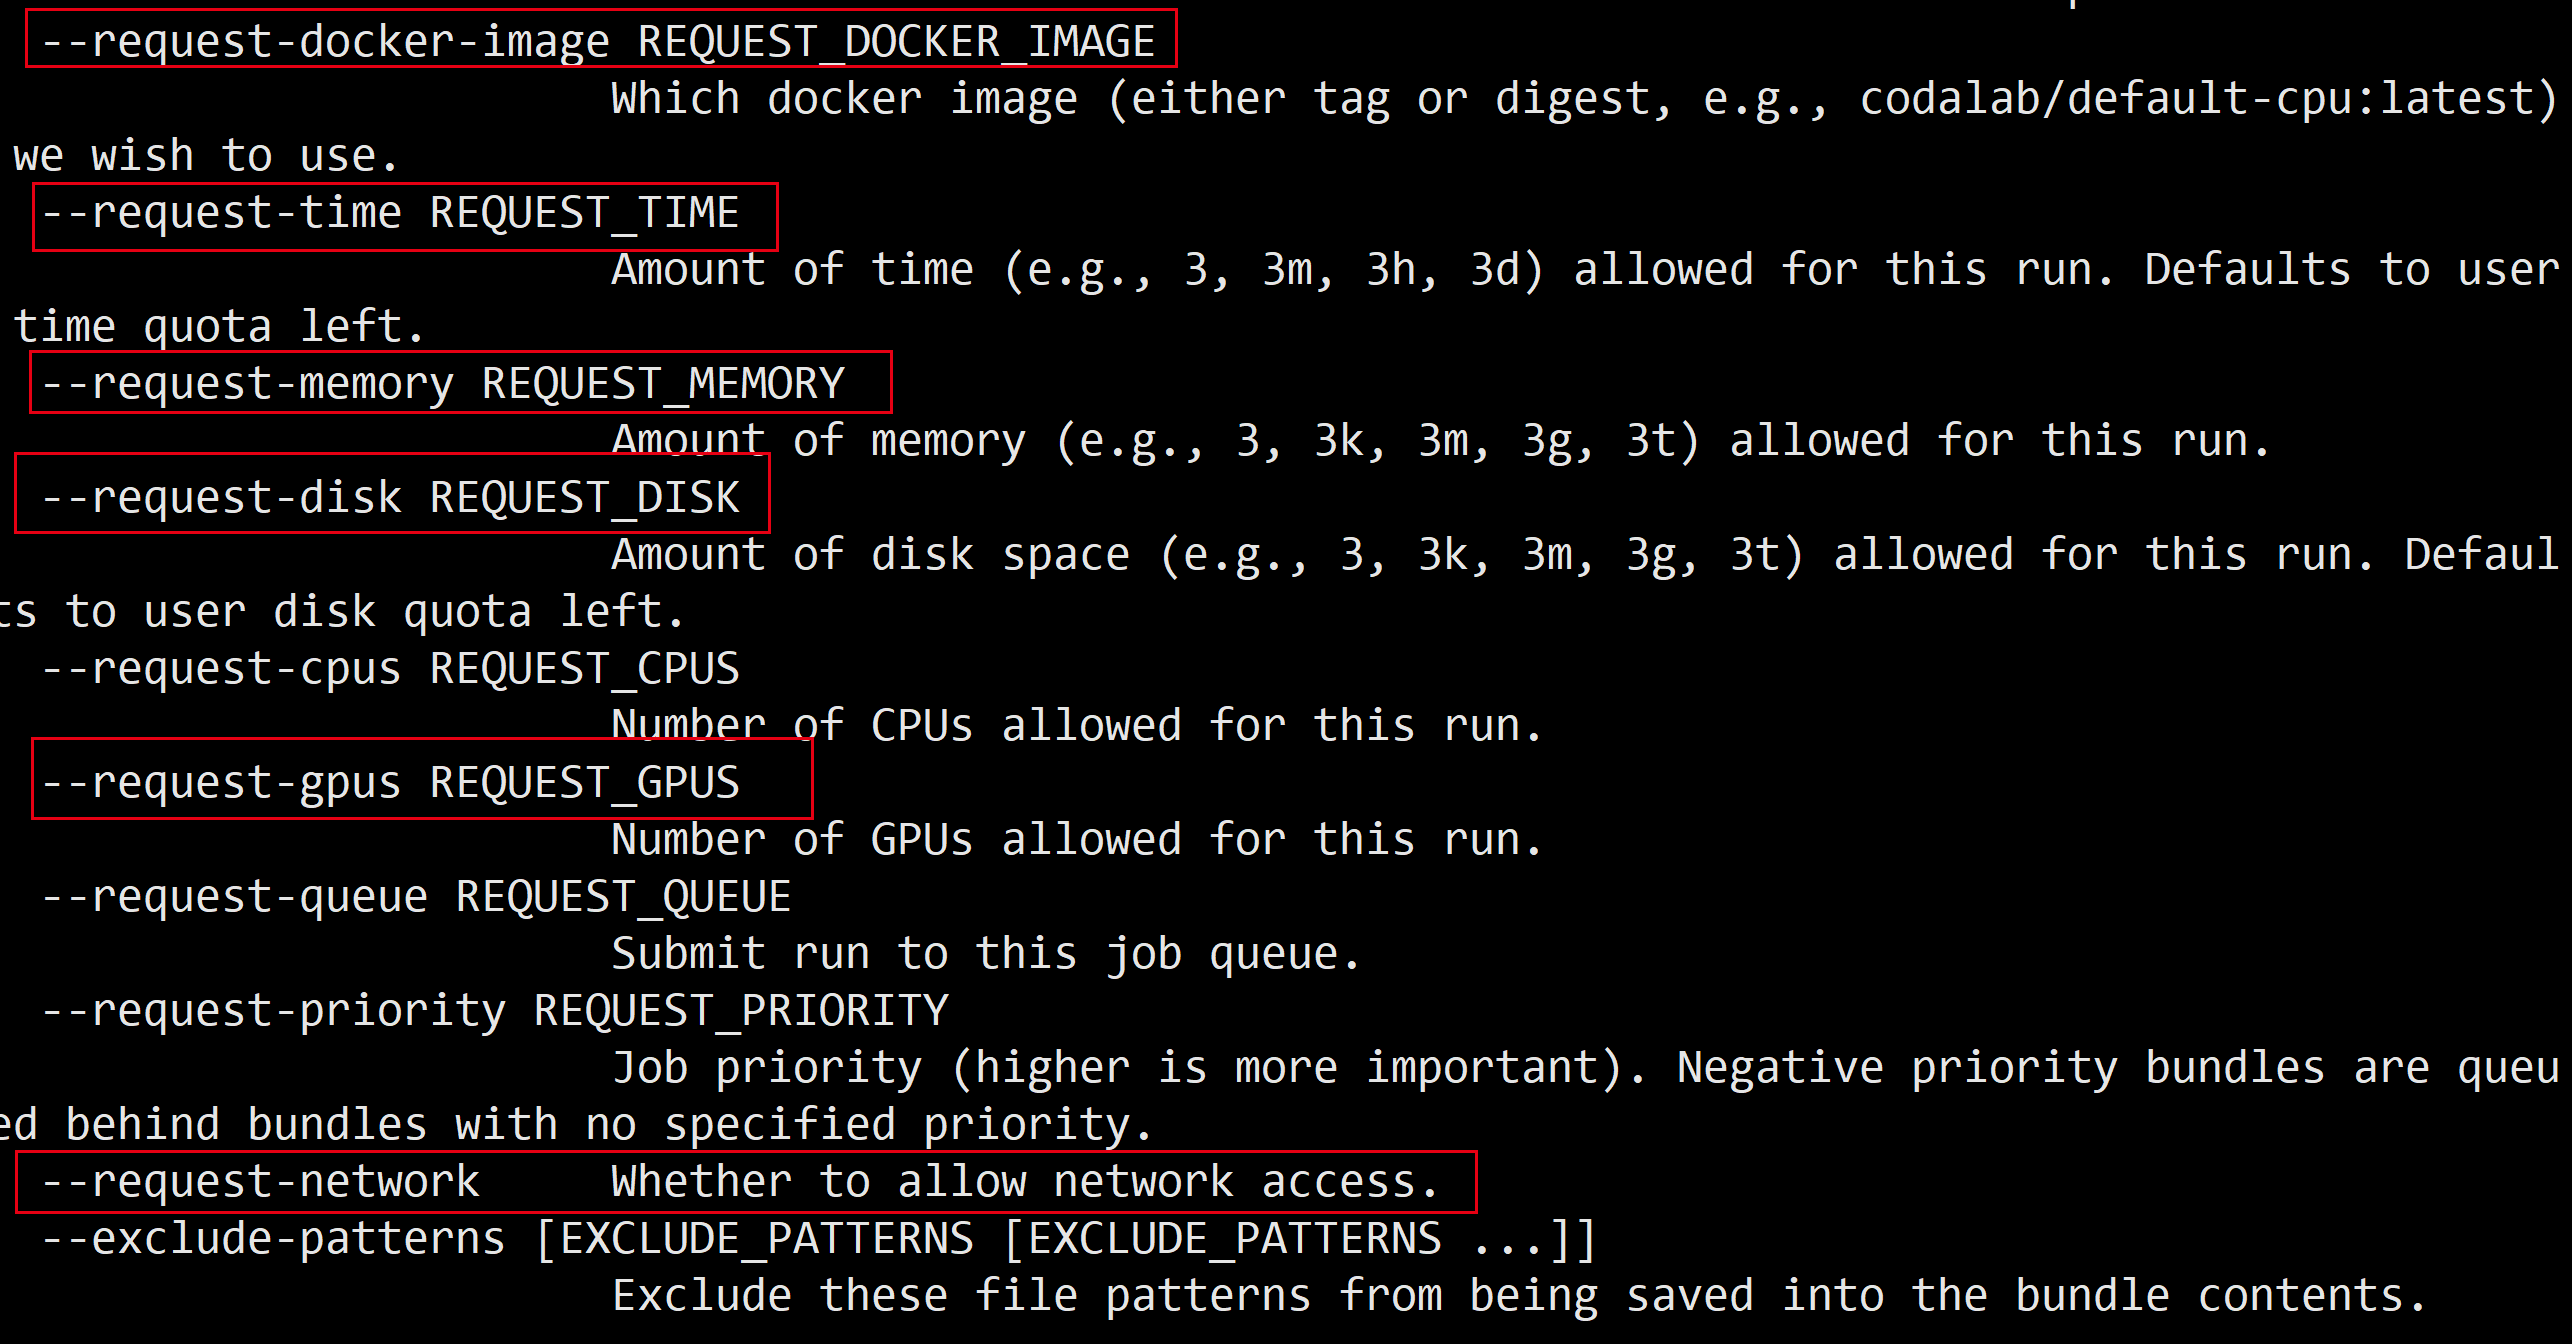 --request-docker-image REQUEST_DOCKER_IMAGE
Which docker image (either tag or digest, e.g., codalab/default-cpu:latest)
we wish to use.
--request-time REQUEST_TIME
Amount of time (e.g., 3, 3m, 3h, 3d) allowed for this run. Defaults to user
time quota left.
--request-memory REQUEST_MEMORY
Amount of memory (e.g., 3, 3k, 3m, 3g, 3t) allowed for this run.
--request-disk REQUEST_DISK
Amount of disk space (e.g., 3, 3k, 3m, 3g, 3t) allowed for this run. Defaul
ts to user disk quota left.
--request-cpus REQUEST_CPUS
Number of CPUs allowed for this run.
--request-gpus REQUEST_GPUS
Number of GPUs allowed for this run.
--request-queue REQUEST_QUEUE
Submit run to this job queue.
--request-priority REQUEST_PRIORITY
Job priority (higher is more important). Negative priority bundles are queu
ed behind bundles with no specified priority.
--request-network Whether to allow network access.
--exclude-patterns [EXCLUDE_PATTERNS [EXCLUDE_PATTERNS ...]]
Exclude these file patterns from being saved into the bundle contents.